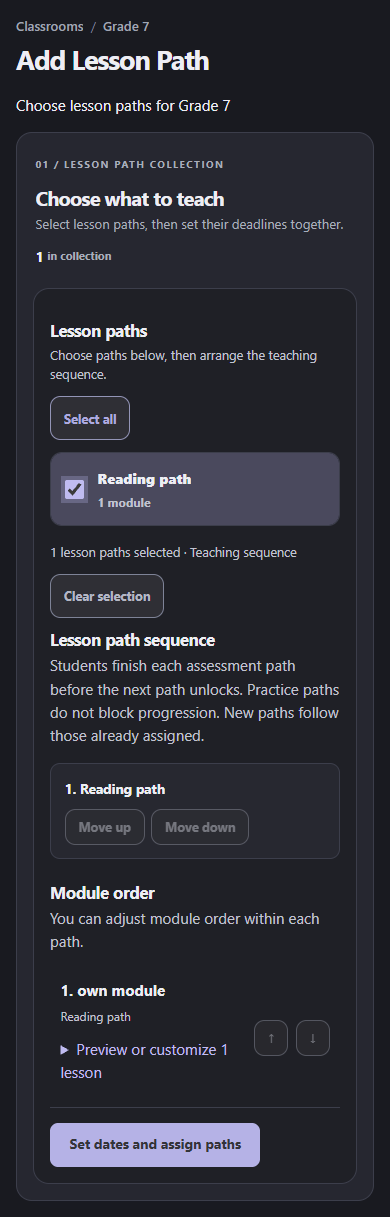 Classrooms / Grade 7
Add Lesson Path
Choose lesson paths for Grade 7
01 / LESSON PATH COLLECTION
Choose what to teach
Select lesson paths, then set their deadlines together.
1 in collection
Lesson paths
Choose paths below, then arrange the teaching
sequence.
Select all
Reading path
1 module
1 lesson paths selected · Teaching sequence
Clear selection
Lesson path sequence
Students finish each assessment path
before the next path unlocks. Practice paths
do not block progression. New paths follow
those already assigned.
1. Reading path
Move up Move down
Module order
You can adjust module order within each
path.
1. own module
Reading path
▶ Preview or customize 1
lesson
↑ ↓
Set dates and assign paths